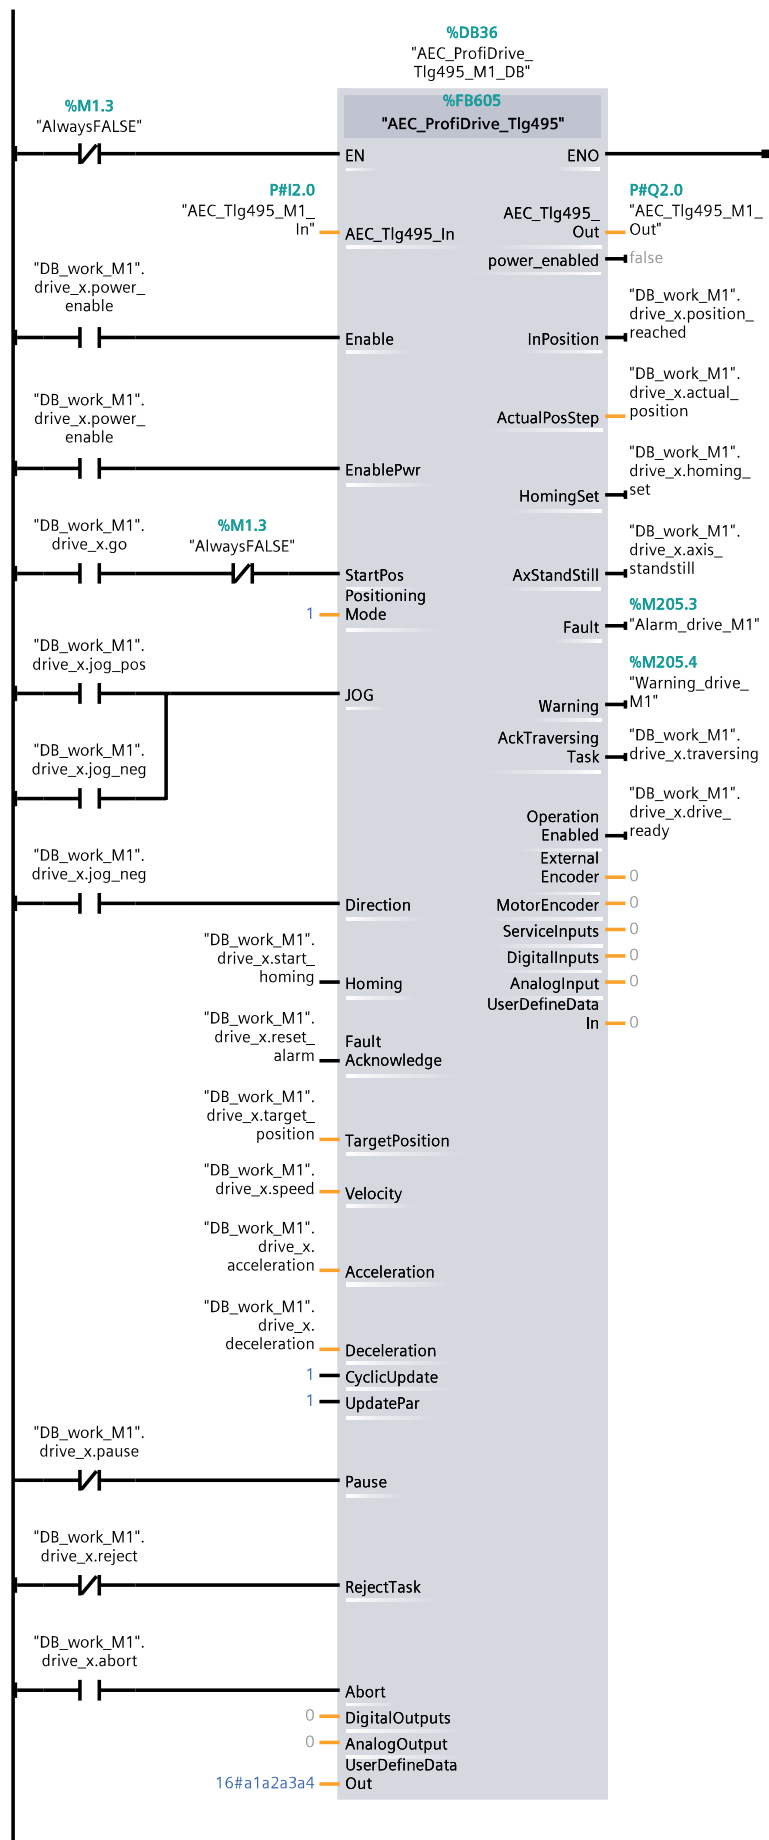 %DB36
"AEC_ProfiDrive_
Tlg495_M1_DB"
%FB605
"AEC_ProfiDrive_Tlg495"
%M1.3
"AlwaysFALSE"
EN
ENO
P#I2.0
"AEC_Tlg495_M1_
In"
AEC_Tlg495_In
AEC_Tlg495_
Out
P#Q2.0
"AEC_Tlg495_M1_
Out"
power_enabled
false
"DB_work_M1".
drive_x.power_
enable
Enable
InPosition
"DB_work_M1".
drive_x.position_
reached
ActualPosStep
"DB_work_M1".
drive_x.actual_
position
"DB_work_M1".
drive_x.power_
enable
EnablePwr
HomingSet
"DB_work_M1".
drive_x.homing_
set
"DB_work_M1".
drive_x.go
%M1.3
"AlwaysFALSE"
StartPos
AxStandStill
"DB_work_M1".
drive_x.axis_
standstill
1
Positioning
Mode
Fault
%M205.3
"Alarm_drive_M1"
"DB_work_M1".
drive_x.jog_pos
JOG
Warning
%M205.4
"Warning_drive_
M1"
AckTraversing
Task
"DB_work_M1".
drive_x.traversing
"DB_work_M1".
drive_x.jog_neg
Operation
Enabled
"DB_work_M1".
drive_x.drive_
ready
External
Encoder
0
"DB_work_M1".
drive_x.jog_neg
Direction
MotorEncoder
0
ServiceInputs
0
DigitalInputs
0
"DB_work_M1".
drive_x.start_
homing
Homing
AnalogInput
0
UserDefineData
In
0
"DB_work_M1".
drive_x.reset_
alarm
Fault
Acknowledge
"DB_work_M1".
drive_x.target_
position
TargetPosition
"DB_work_M1".
drive_x.speed
Velocity
"DB_work_M1".
drive_x.
acceleration
Acceleration
"DB_work_M1".
drive_x.
deceleration
Deceleration
1
CyclicUpdate
1
UpdatePar
"DB_work_M1".
drive_x.pause
Pause
"DB_work_M1".
drive_x.reject
RejectTask
"DB_work_M1".
drive_x.abort
Abort
0
DigitalOutputs
0
AnalogOutput
16#a1a2a3a4
UserDefineData
Out